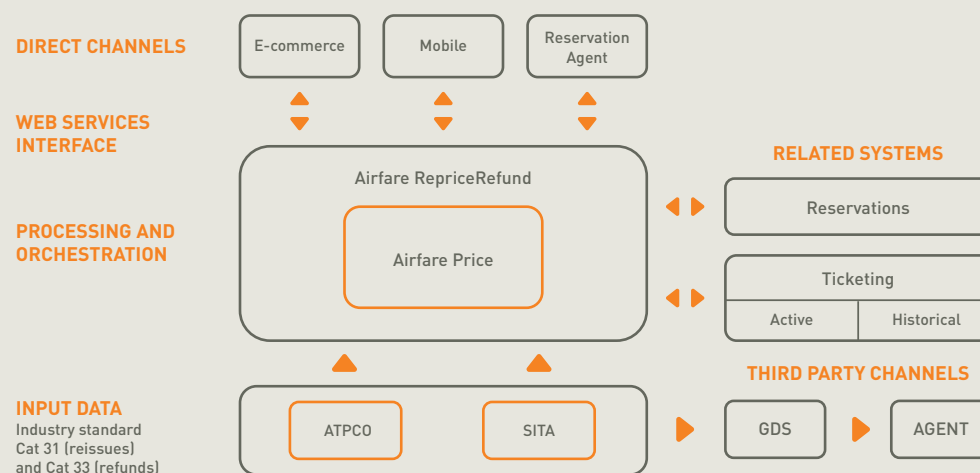 DIRECT CHANNELS
E-commerce
Mobile
Reservation
Agent
WEB SERVICES
INTERFACE
RELATED SYSTEMS
Airfare RepriceRefund
Reservations
PROCESSING AND
ORCHESTRATION
Airfare Price
Ticketing
Active
Historical
THIRD PARTY CHANNELS
INPUT DATA
Industry standard
Cat 31 (reissues)
and Cat 33 (refunds)
ATPCO
SITA
GDS
AGENT